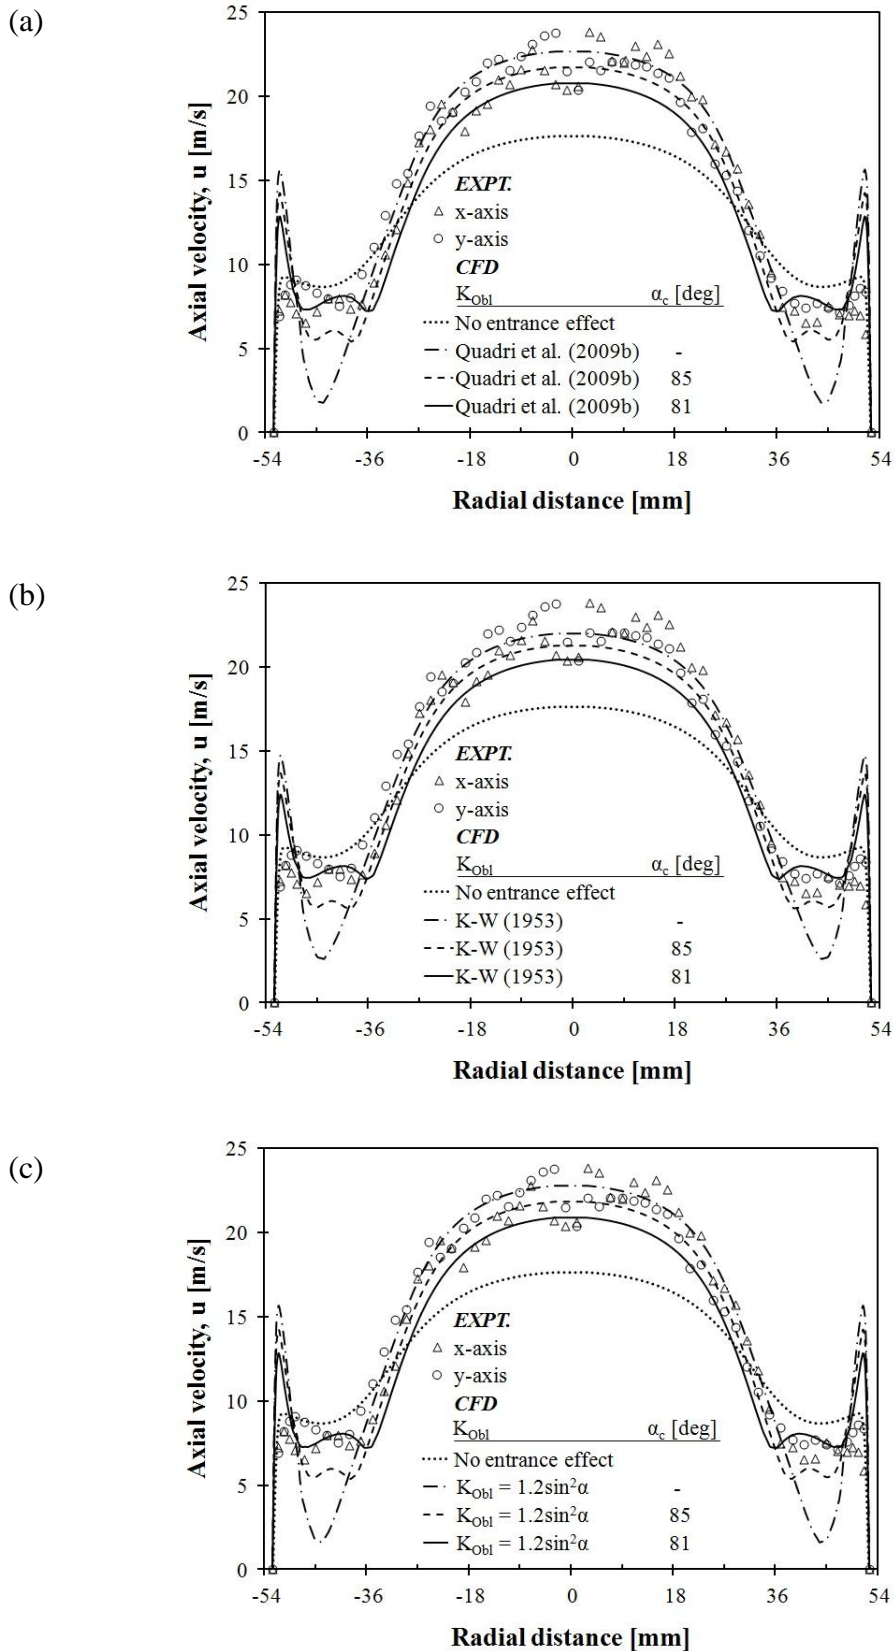 (a)
Axial velocity, u [m/s]
25
20
15
10
5
0
EXPT.
x-axis
y-axis
CFD
K_Obl α_c [deg]
No entrance effect
Quadri et al. (2009b) -
Quadri et al. (2009b) 85
Quadri et al. (2009b) 81
-54 -36 -18 0 18 36 54
Radial distance [mm]
(b)
Axial velocity, u [m/s]
25
20
15
10
5
0
EXPT.
x-axis
y-axis
CFD
K_Obl α_c [deg]
No entrance effect
K-W (1953) -
K-W (1953) 85
K-W (1953) 81
-54 -36 -18 0 18 36 54
Radial distance [mm]
(c)
Axial velocity, u [m/s]
25
20
15
10
5
0
EXPT.
x-axis
y-axis
CFD
K_Obl α_c [deg]
No entrance effect
K_Obl = 1.2sin²α -
K_Obl = 1.2sin²α 85
K_Obl = 1.2sin²α 81
-54 -36 -18 0 18 36 54
Radial distance [mm]